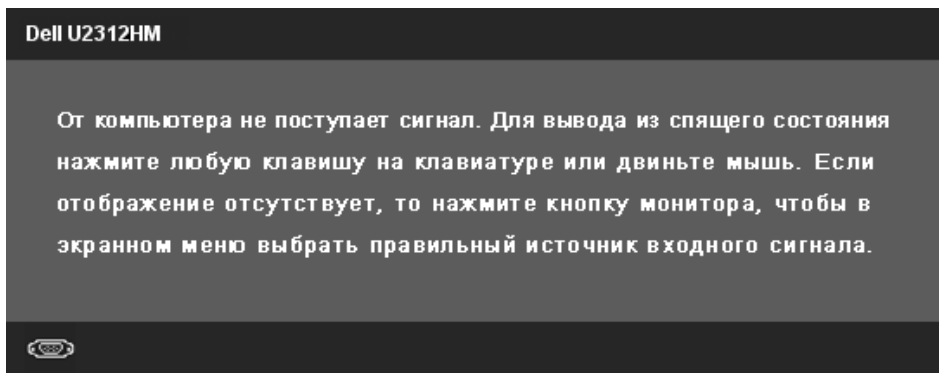 Dell U2312HM
От компьютера не поступает сигнал. Для вывода из спящего состояния
нажмите любую клавишу на клавиатуре или двиньте мышь. Если
отображение отсутствует, то нажмите кнопку монитора, чтобы в
экранном меню выбрать правильный источник входного сигнала.